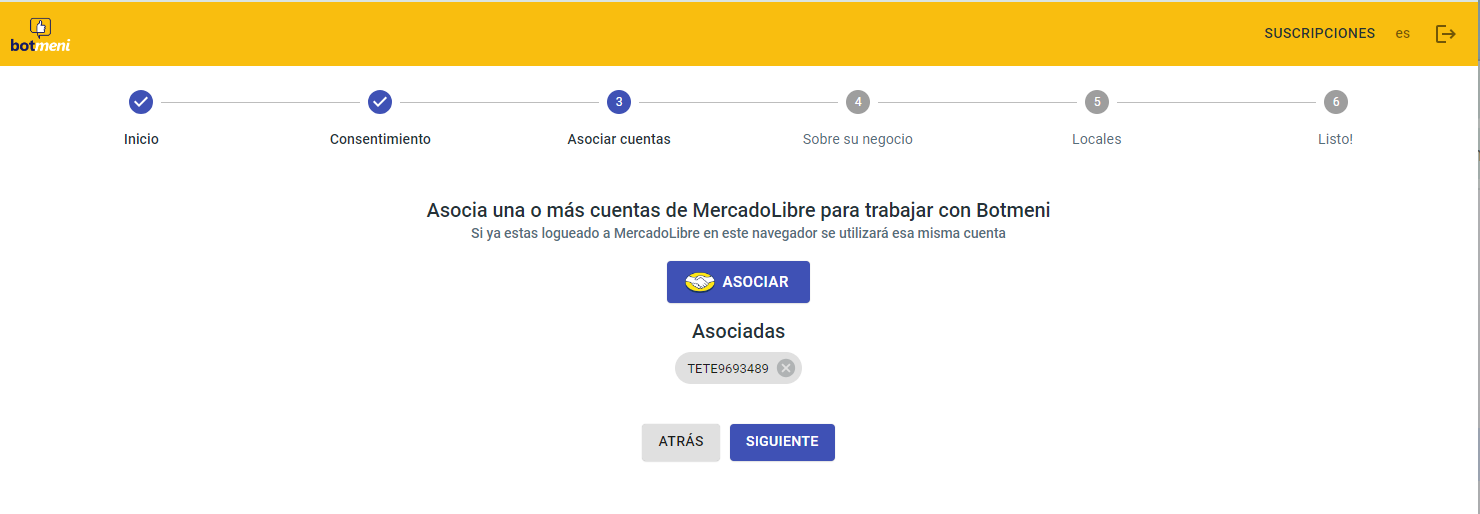 botmeni
SUSCRIPCIONES es
3 4 5 6
Inicio Consentimiento Asociar cuentas Sobre su negocio Locales Listo!
Asocia una o más cuentas de MercadoLibre para trabajar con Botmeni
Si ya estas logueado a MercadoLibre en este navegador se utilizará esa misma cuenta
ASOCIAR
Asociadas
TETE9693489
ATRÁS SIGUIENTE